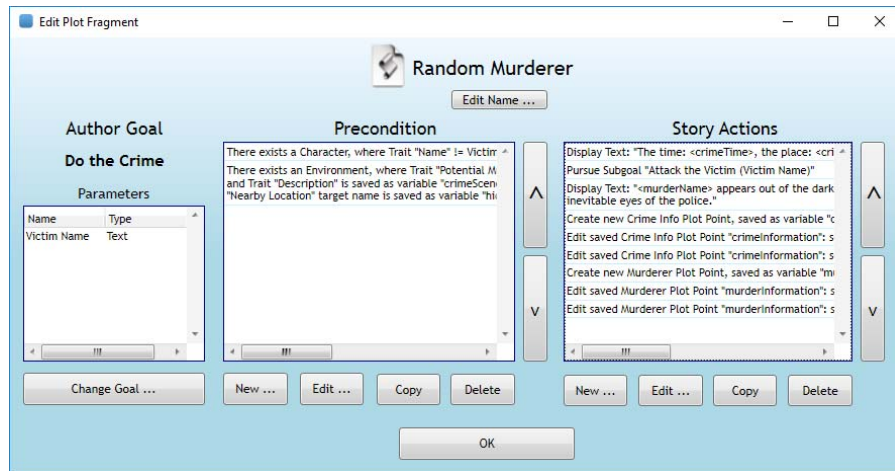 Edit Plot Fragment
Random Murderer
Edit Name ...
Author Goal
Do the Crime
Parameters
Name Type
Victim Name Text
Change Goal ...
Precondition
There exists a Character, where Trait "Name" != Victim
There exists an Environment, where Trait "Potential M
and Trait "Description" is saved as variable "crimeScen
"Nearby Location" target name is saved as variable "hi
New ... Edit ... Copy Delete
Story Actions
Display Text: "The time: <crimeTime>, the place: <cri
Pursue Subgoal "Attack the Victim (Victim Name)"
Display Text: "<murderName> appears out of the dark
inevitable eyes of the police."
Create new Crime Info Plot Point, saved as variable "c
Edit saved Crime Info Plot Point "crimeInformation": s
Edit saved Crime Info Plot Point "crimeInformation": s
Create new Murderer Plot Point, saved as variable "mu
Edit saved Murderer Plot Point "murderInformation": s
Edit saved Murderer Plot Point "murderInformation": s
New ... Edit ... Copy Delete
OK